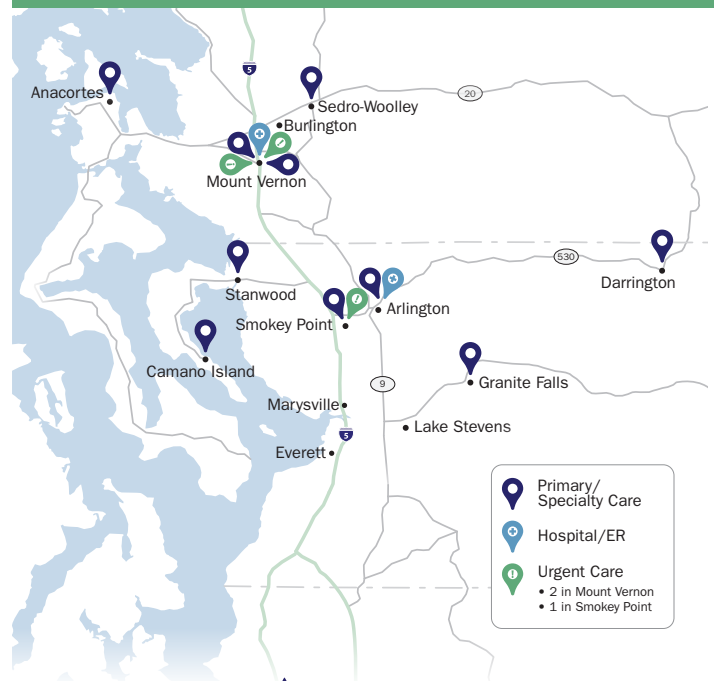 5
Anacortes
Sedro-Woolley
20
Burlington
Mount Vernon
530
Darrington
Stanwood
Arlington
Smokey Point
Camano Island
9
Granite Falls
Marysville
Lake Stevens
5
Everett
Primary/
Specialty Care
Hospital/ER
Urgent Care
• 2 in Mount Vernon
• 1 in Smokey Point